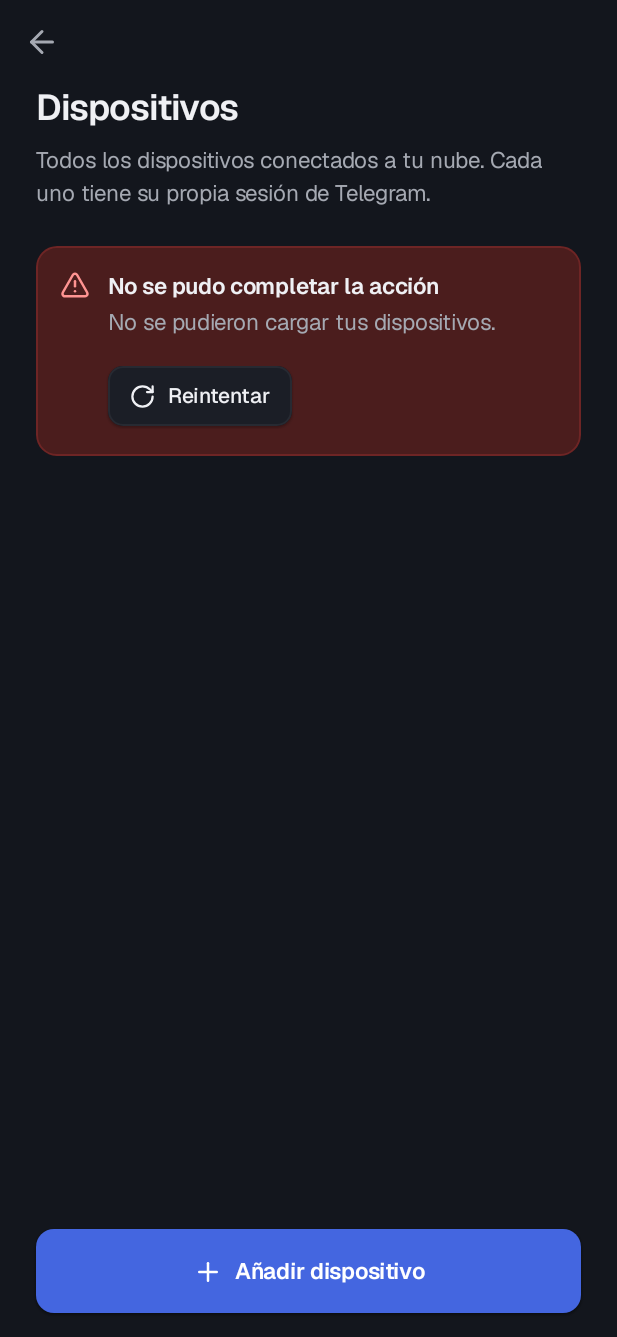 Dispositivos
Todos los dispositivos conectados a tu nube. Cada
uno tiene su propia sesión de Telegram.
No se pudo completar la acción
No se pudieron cargar tus dispositivos.
Reintentar
Añadir dispositivo